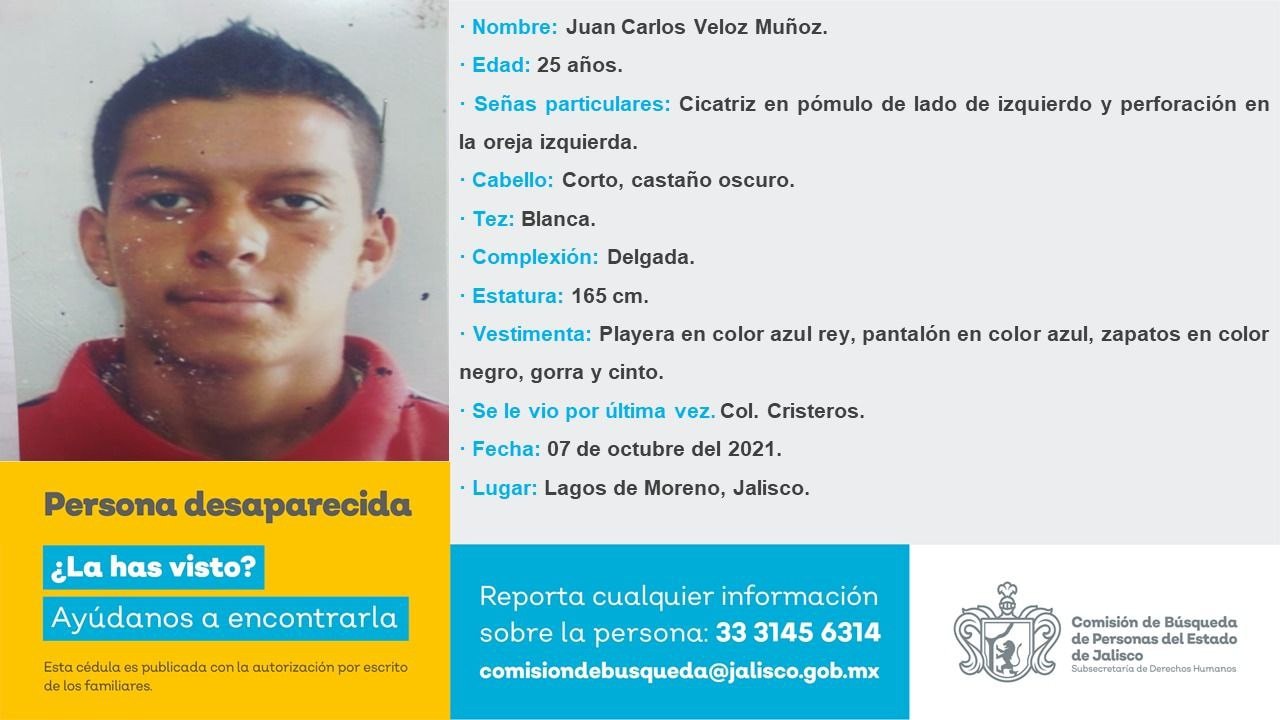 · Nombre: Juan Carlos Veloz Muñoz.
· Edad: 25 años.
· Señas particulares: Cicatriz en pómulo de lado de izquierdo y perforación en
la oreja izquierda.
· Cabello: Corto, castaño oscuro.
· Tez: Blanca.
· Complexión: Delgada.
· Estatura: 165 cm.
· Vestimenta: Playera en color azul rey, pantalón en color azul, zapatos en color
negro, gorra y cinto.
· Se le vio por última vez. Col. Cristeros.
· Fecha: 07 de octubre del 2021.
· Lugar: Lagos de Moreno, Jalisco.
Persona desaparecida
¿La has visto?
Ayúdanos a encontrarla
Esta cédula es publicada con la autorización por escrito
de los familiares.
Reporta cualquier información
sobre la persona: 33 3145 6314
comisiondebusqueda@jalisco.gob.mx
Comisión de Búsqueda
de Personas del Estado
de Jalisco
Subsecretaría de Derechos Humanos